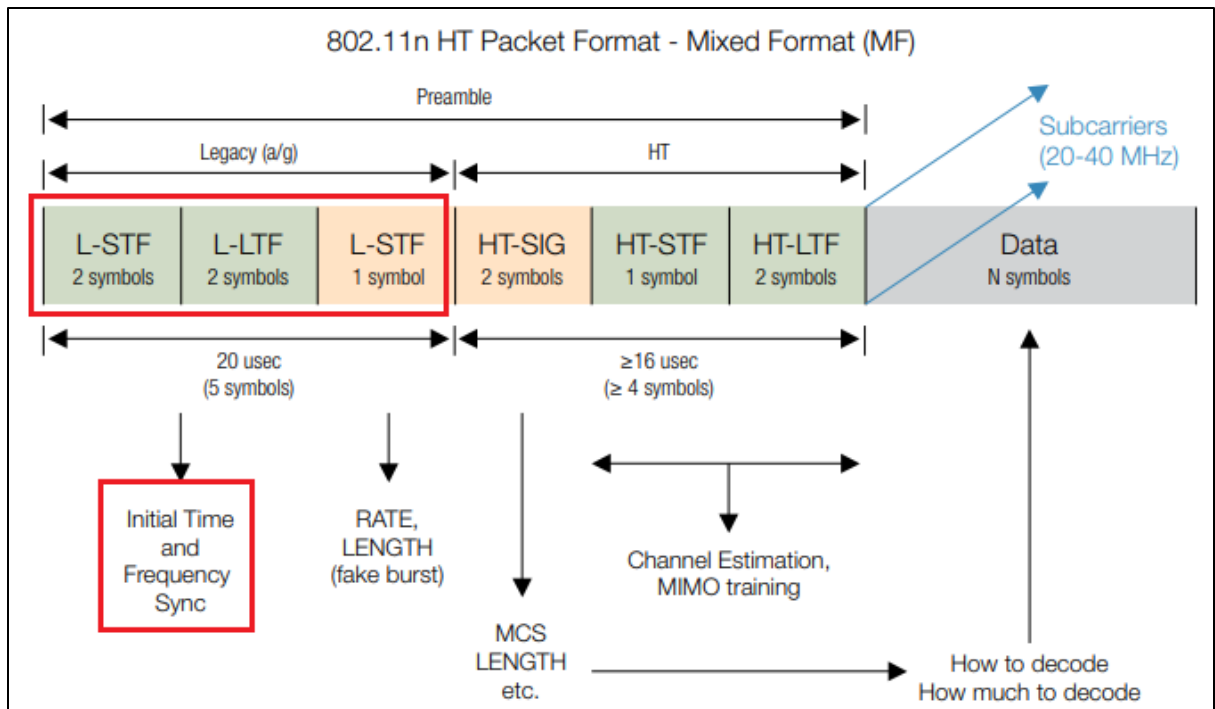 802.11n HT Packet Format - Mixed Format (MF)
Preamble
Legacy (a/g)
HT
Subcarriers
(20-40 MHz)
L-STF
2 symbols
L-LTF
2 symbols
L-STF
1 symbol
HT-SIG
2 symbols
HT-STF
1 symbol
HT-LTF
2 symbols
Data
N symbols
20 usec
(5 symbols)
≥16 usec
(≥ 4 symbols)
Initial Time
and
Frequency
Sync
RATE,
LENGTH
(fake burst)
Channel Estimation,
MIMO training
MCS
LENGTH
etc.
How to decode
How much to decode